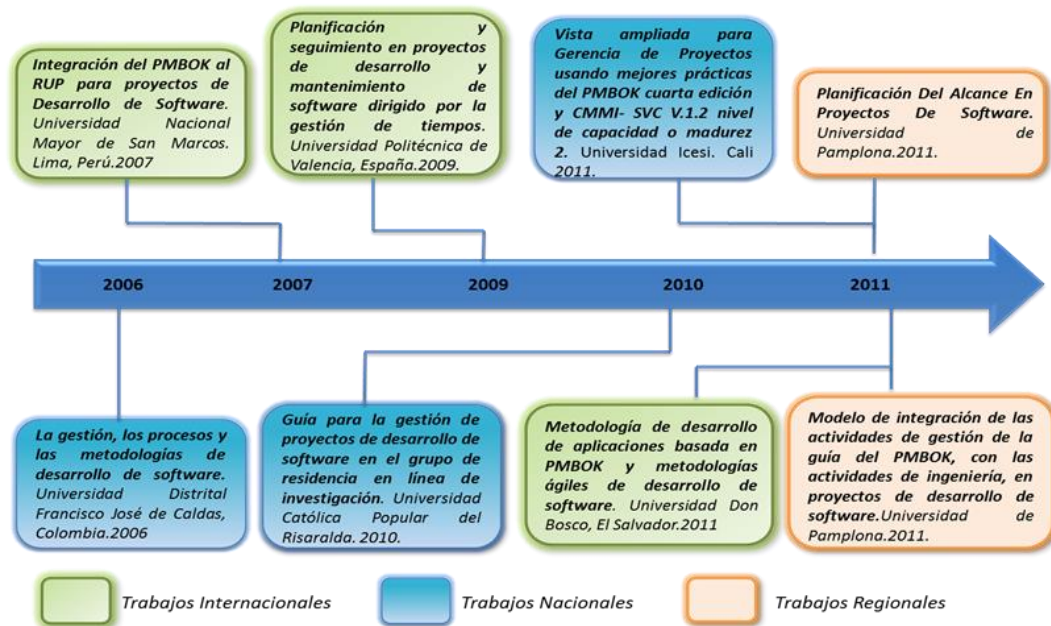 Integración del PMBOK al
RUP para proyectos de
Desarrollo de Software.
Universidad Nacional
Mayor de San Marcos.
Lima, Perú.2007
Planificación y
seguimiento en proyectos
de desarrollo y
mantenimiento de
software dirigido por la
gestión de tiempos.
Universidad Politécnica de
Valencia, España.2009.
Vista ampliada para
Gerencia de Proyectos
usando mejores prácticas
del PMBOK cuarta edición
y CMMI- SVC V.1.2 nivel
de capacidad o madurez
2. Universidad Icesi. Cali
2011.
Planificación Del Alcance En
Proyectos De Software.
Universidad de
Pamplona.2011.
2006 2007 2009 2010 2011
La gestión, los procesos y
las metodologías de
desarrollo de software.
Universidad Distrital
Francisco José de Caldas,
Colombia.2006
Guía para la gestión de
proyectos de desarrollo de
software en el grupo de
residencia en línea de
investigación. Universidad
Católica Popular del
Risaralda. 2010.
Metodología de desarrollo
de aplicaciones basada en
PMBOK y metodologías
ágiles de desarrollo de
software. Universidad Don
Bosco, El Salvador.2011
Modelo de integración de las
actividades de gestión de la
guía del PMBOK, con las
actividades de ingeniería, en
proyectos de desarrollo de
software.Universidad de
Pamplona.2011.
Trabajos Internacionales
Trabajos Nacionales
Trabajos Regionales